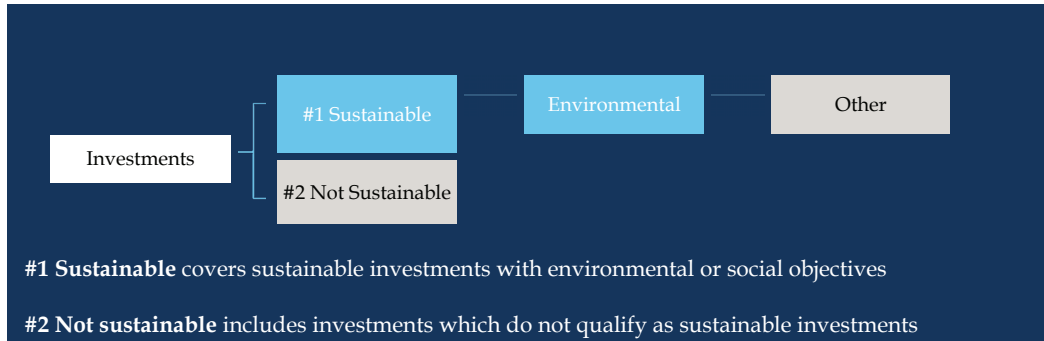 #1 Sustainable
Environmental
Other
Investments
#2 Not Sustainable
#1 Sustainable covers sustainable investments with environmental or social objectives
#2 Not sustainable includes investments which do not qualify as sustainable investments